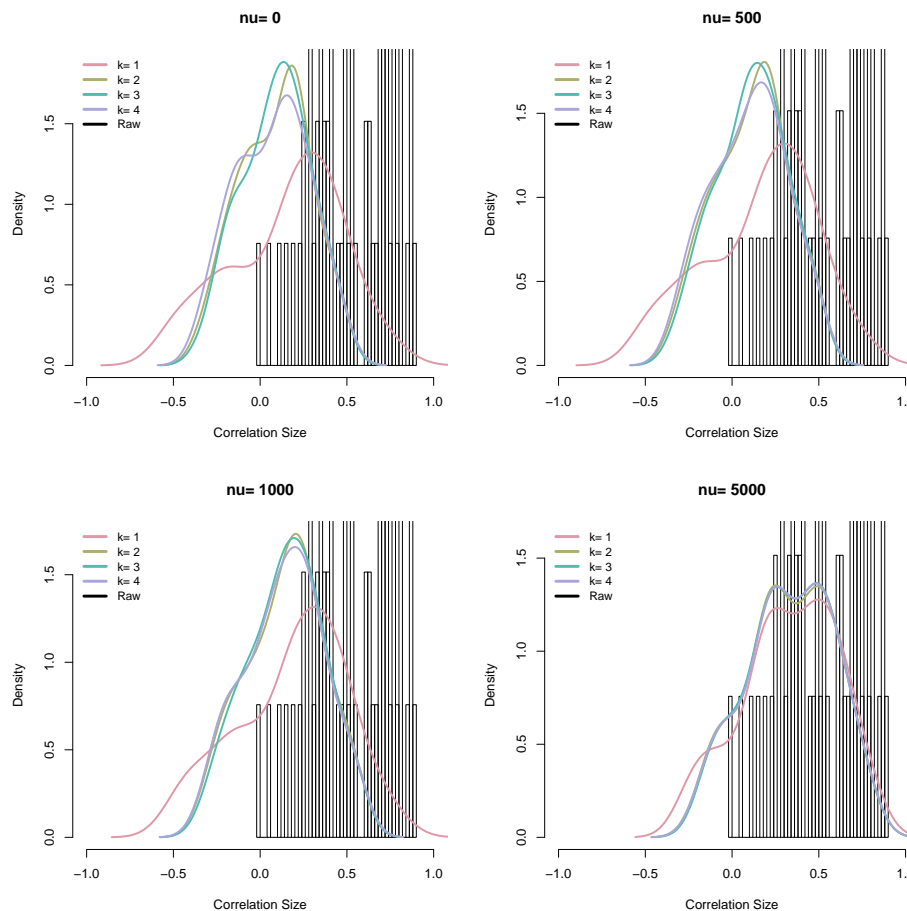 nu= 0
k= 1
k= 2
k= 3
k= 4
Raw
Density
0.0
0.5
1.0
1.5
−1.0
−0.5
0.0
0.5
1.0
Correlation Size
nu= 500
k= 1
k= 2
k= 3
k= 4
Raw
Density
0.0
0.5
1.0
1.5
−1.0
−0.5
0.0
0.5
1.0
Correlation Size
nu= 1000
k= 1
k= 2
k= 3
k= 4
Raw
Density
0.0
0.5
1.0
1.5
−1.0
−0.5
0.0
0.5
1.0
Correlation Size
nu= 5000
k= 1
k= 2
k= 3
k= 4
Raw
Density
0.0
0.5
1.0
1.5
−1.0
−0.5
0.0
0.5
Correlation Size